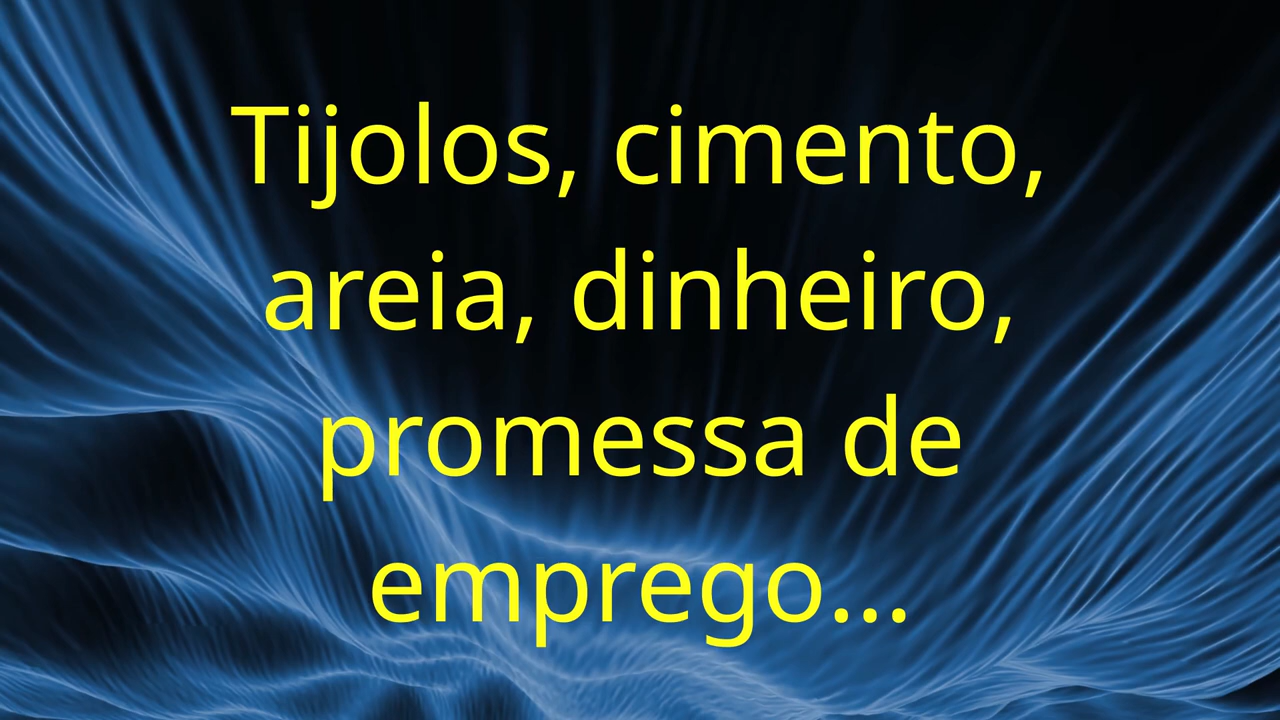 Tijolos, cimento,
areia, dinheiro,
promessa de
emprego...